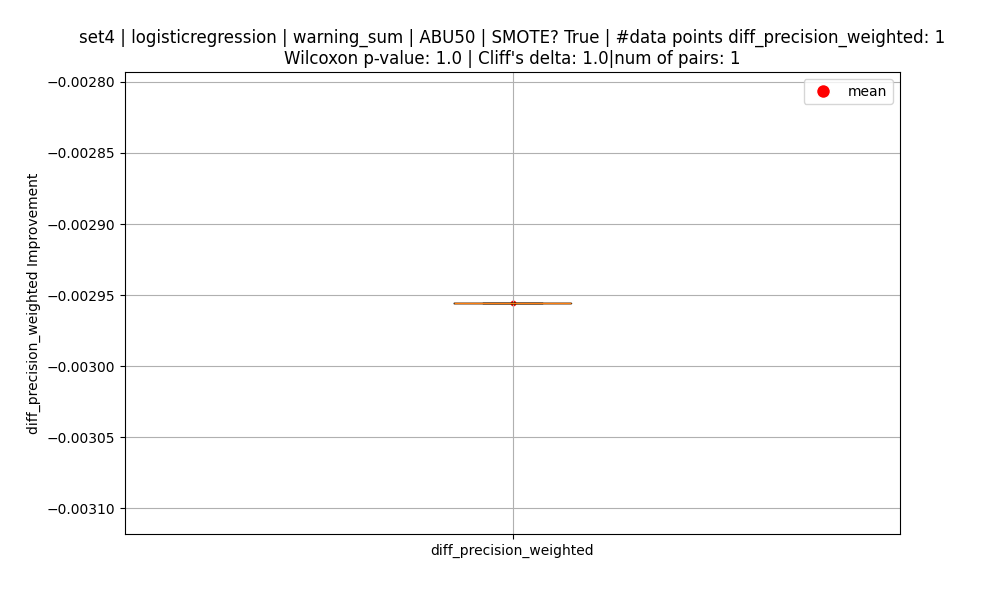 set4 | logisticregression | warning_sum | ABU50 | SMOTE? True | #data points diff_precision_weighted: 1
Wilcoxon p-value: 1.0 | Cliff's delta: 1.0|num of pairs: 1
mean
−0.00280
−0.00285
−0.00290
−0.00295
−0.00300
−0.00305
−0.00310
diff_precision_weighted Improvement
diff_precision_weighted